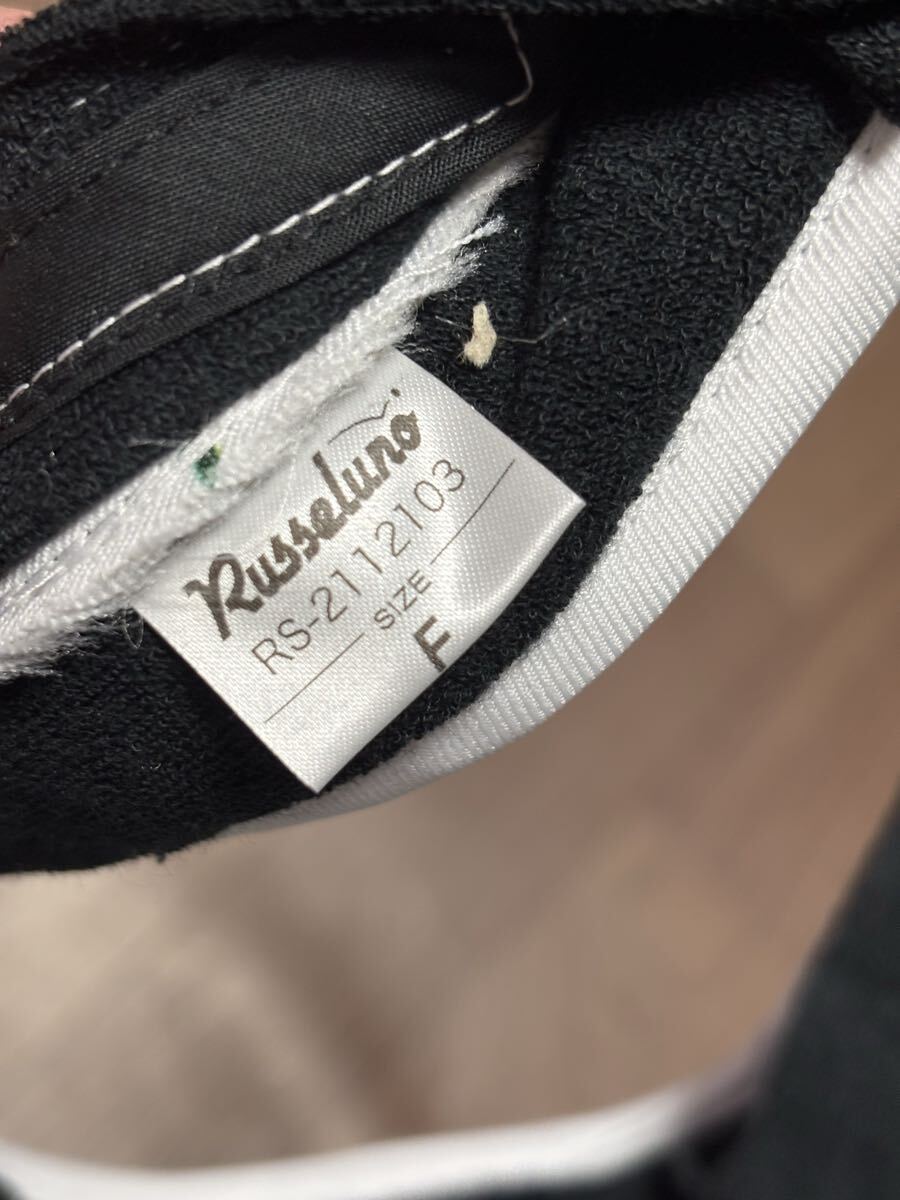 Russeluno
RS-2112103
SIZE
F